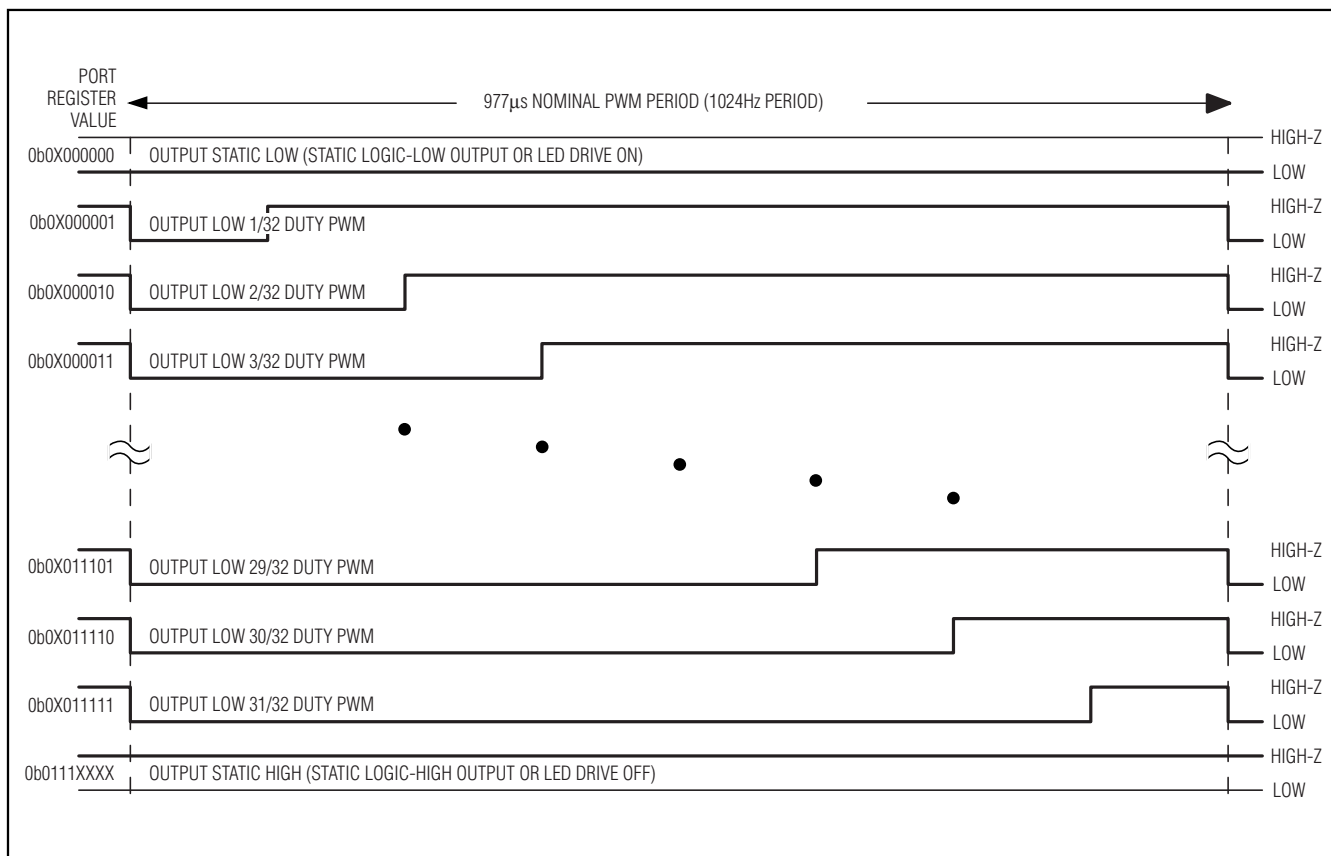 PORT
REGISTER
VALUE
977µs NOMINAL PWM PERIOD (1024Hz PERIOD)
0b0X000000
OUTPUT STATIC LOW (STATIC LOGIC-LOW OUTPUT OR LED DRIVE ON)
HIGH-Z
LOW
0b0X000001
OUTPUT LOW 1/32 DUTY PWM
HIGH-Z
LOW
0b0X000010
OUTPUT LOW 2/32 DUTY PWM
HIGH-Z
LOW
0b0X000011
OUTPUT LOW 3/32 DUTY PWM
HIGH-Z
LOW
0b0X011101
OUTPUT LOW 29/32 DUTY PWM
HIGH-Z
LOW
0b0X011110
OUTPUT LOW 30/32 DUTY PWM
HIGH-Z
LOW
0b0X011111
OUTPUT LOW 31/32 DUTY PWM
HIGH-Z
LOW
0b0111XXXX
OUTPUT STATIC HIGH (STATIC LOGIC-HIGH OUTPUT OR LED DRIVE OFF)
HIGH-Z
LOW